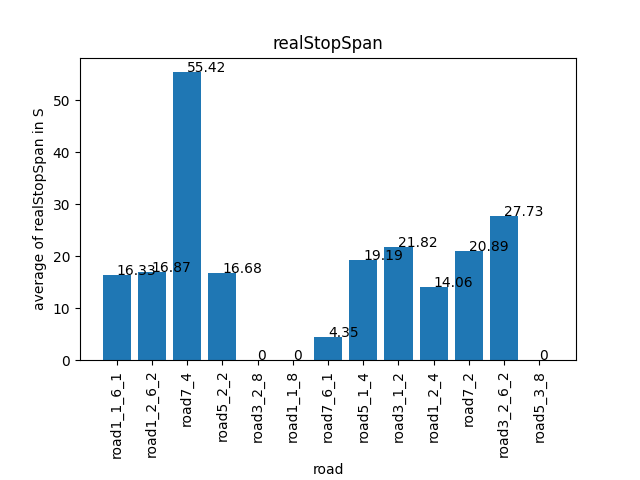 realStopSpan
average of realStopSpan in S
50
40
30
20
10
0
16.33
16.87
55.42
16.68
0
0
4.35
19.19
21.82
14.06
20.89
27.73
0
road1_1_6_1
road1_2_6_2
road7_4
road5_2_2
road3_2_8
road1_1_8
road7_6_1
road5_1_4
road3_1_2
road1_2_4
road7_2
road3_2_6_2
road5_3_8
road